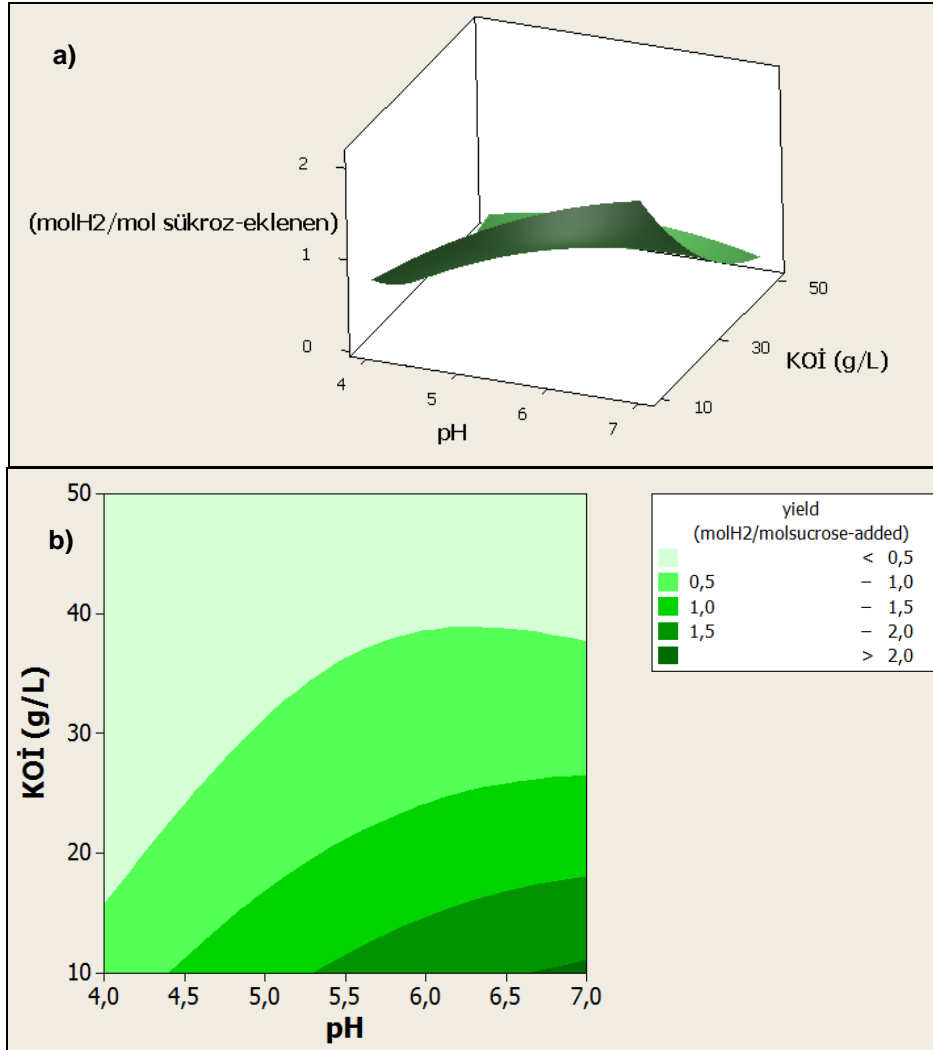 a)
2
(molH2/mol sükroz-eklenen)
1
0
50
30
KOİ (g/L)
10
4
5
6
7
pH
b)
50
40
30
20
10
KOİ (g/L)
4,0 4,5 5,0 5,5 6,0 6,5 7,0
pH
yield
(molH2/molsucrose-added)
< 0,5
0,5 – 1,0
1,0 – 1,5
1,5 – 2,0
> 2,0